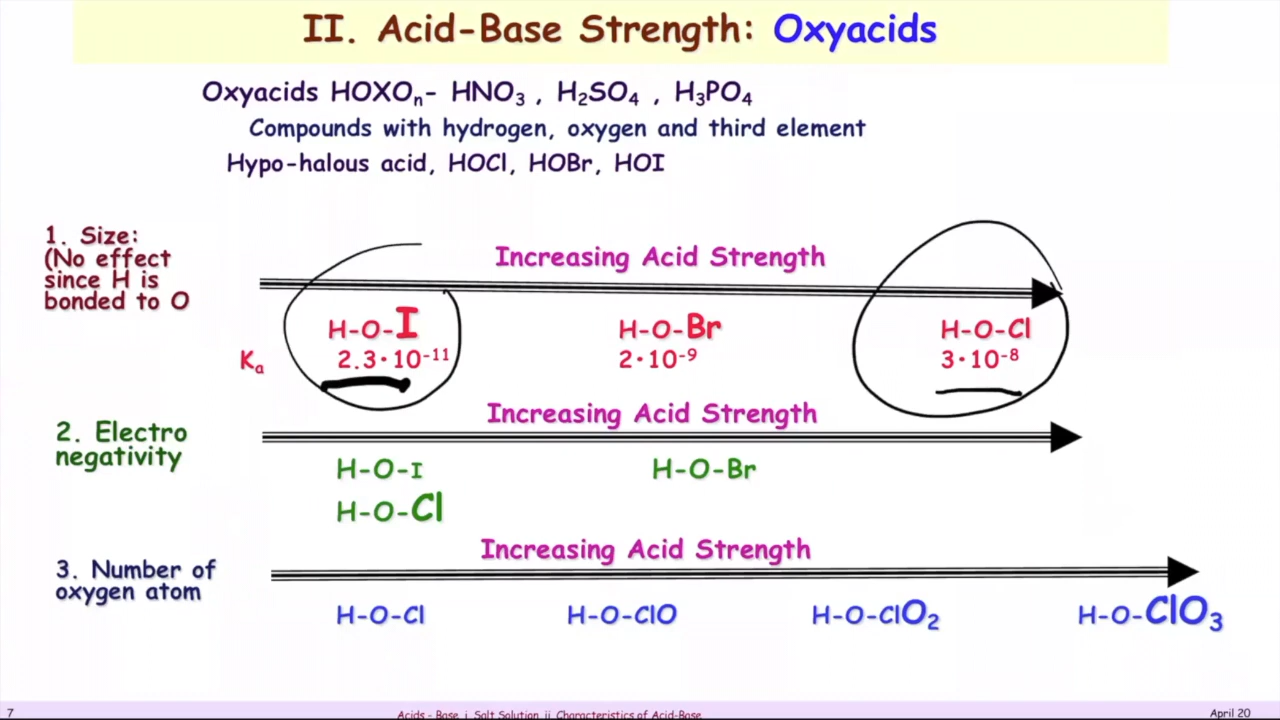 II. Acid-Base Strength: Oxyacids
Oxyacids HOXOₙ- HNO₃ , H₂SO₄ , H₃PO₄
Compounds with hydrogen, oxygen and third element
Hypo-halous acid, HOCl, HOBr, HOI
1. Size:
(No effect
since H is
bonded to O
Increasing Acid Strength
H-O-I H-O-Br H-O-Cl
Kₐ 2.3·10⁻¹¹ 2·10⁻⁹ 3·10⁻⁸
2. Electro
negativity
Increasing Acid Strength
H-O-I H-O-Br
H-O-Cl
3. Number of
oxygen atom
Increasing Acid Strength
H-O-Cl H-O-ClO H-O-ClO₂ H-O-ClO₃
7 Acids - Base i Salt Solution ii Characteristics of Acid-Base April 20